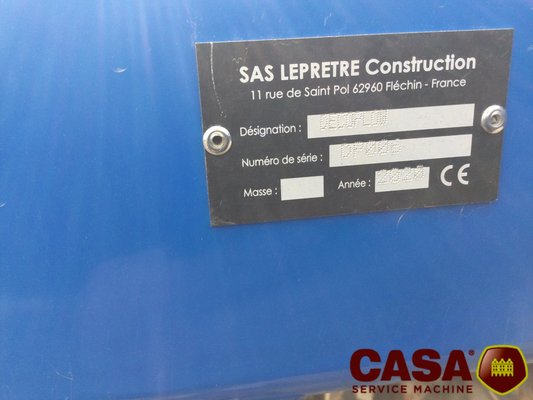 SAS LEPRETRE Construction
11 rue de Saint Pol 62960 Fléchin - France
Désignation :
Numéro de série :
Masse : Année : 2020 CE
CASA®
SERVICE MACHINE